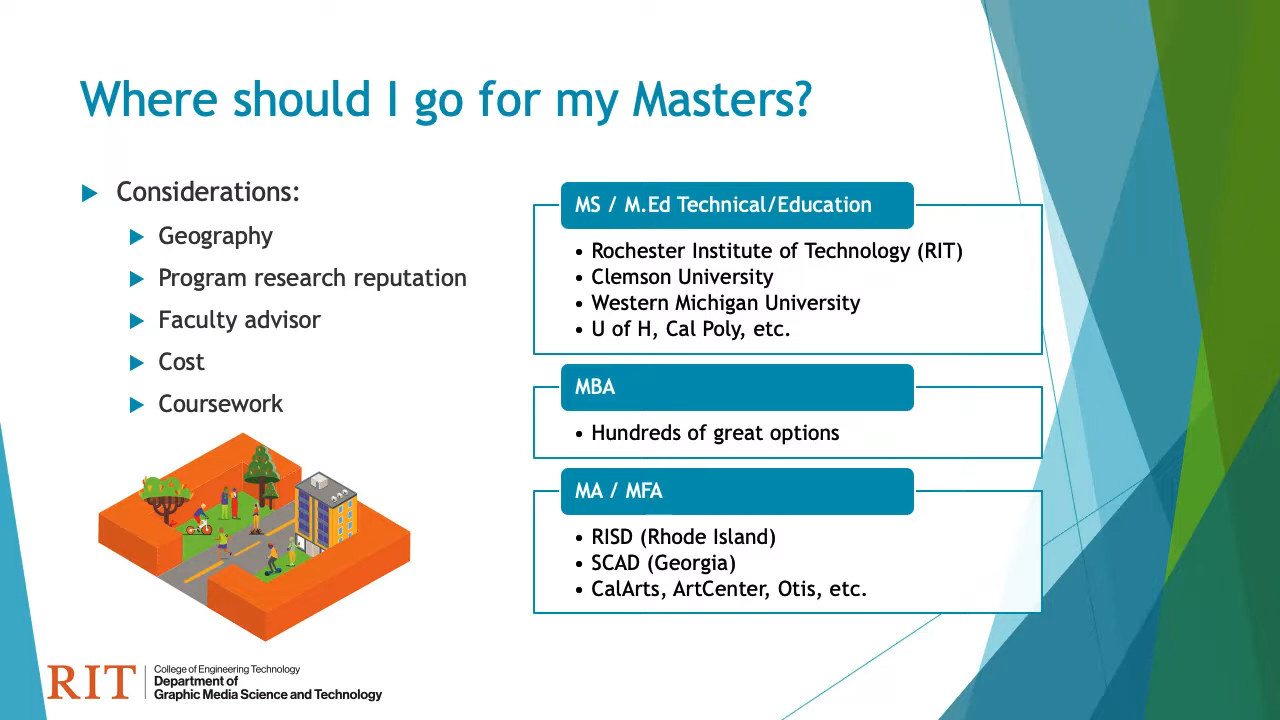 Where should I go for my Masters?
Considerations:
Geography
Program research reputation
Faculty advisor
Cost
Coursework
MS / M.Ed Technical/Education
• Rochester Institute of Technology (RIT)
• Clemson University
• Western Michigan University
• U of H, Cal Poly, etc.
MBA
• Hundreds of great options
MA / MFA
• RISD (Rhode Island)
• SCAD (Georgia)
• CalArts, ArtCenter, Otis, etc.
RIT
College of Engineering Technology
Department of
Graphic Media Science and Technology